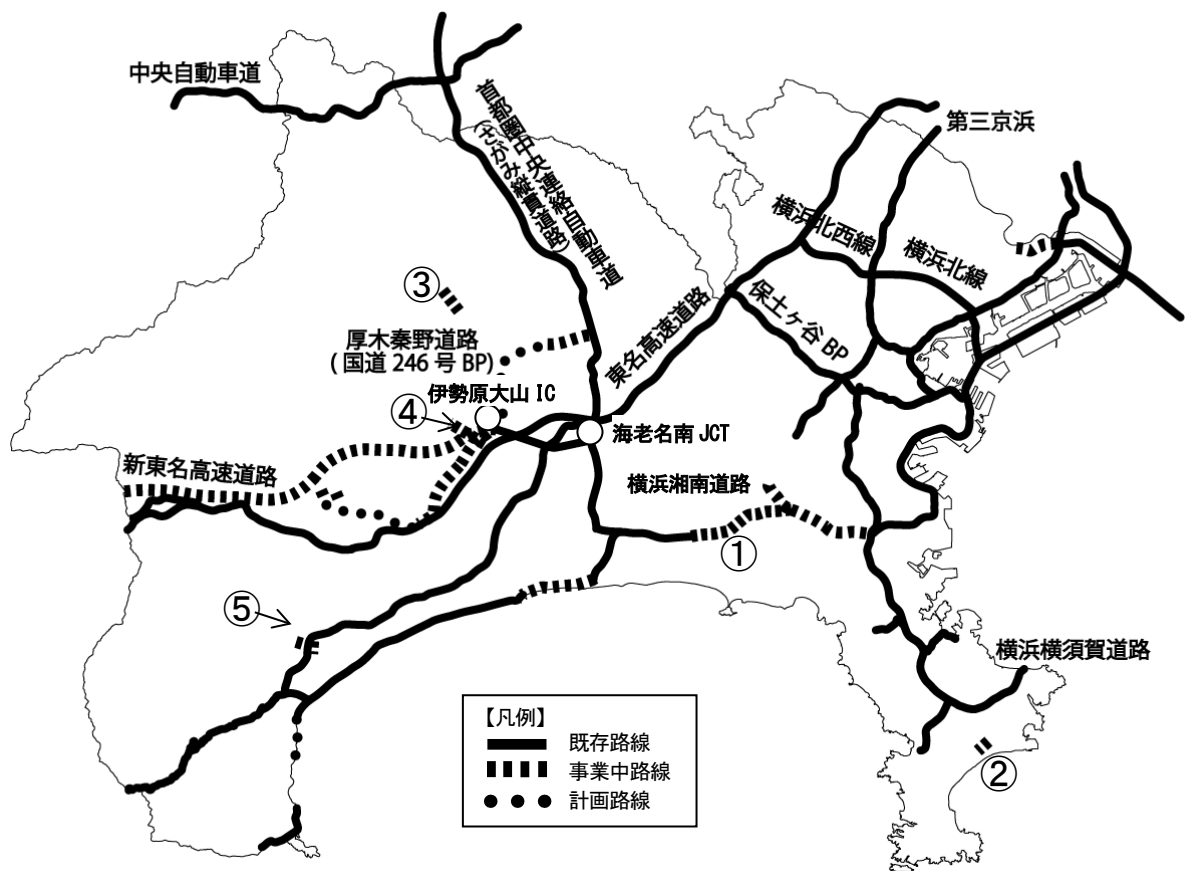 中央自動車道
首都圏中央連絡自動車道
(さがみ縦貫道路)
第三京浜
横浜北西線
横浜北線
③
厚木秦野道路
(国道246号BP)
保土ヶ谷BP
東名高速道路
伊勢原大山IC
④
海老名南JCT
新東名高速道路
横浜湘南道路
①
⑤
横浜横須賀道路
②
【凡例】
既存路線
事業中路線
計画路線